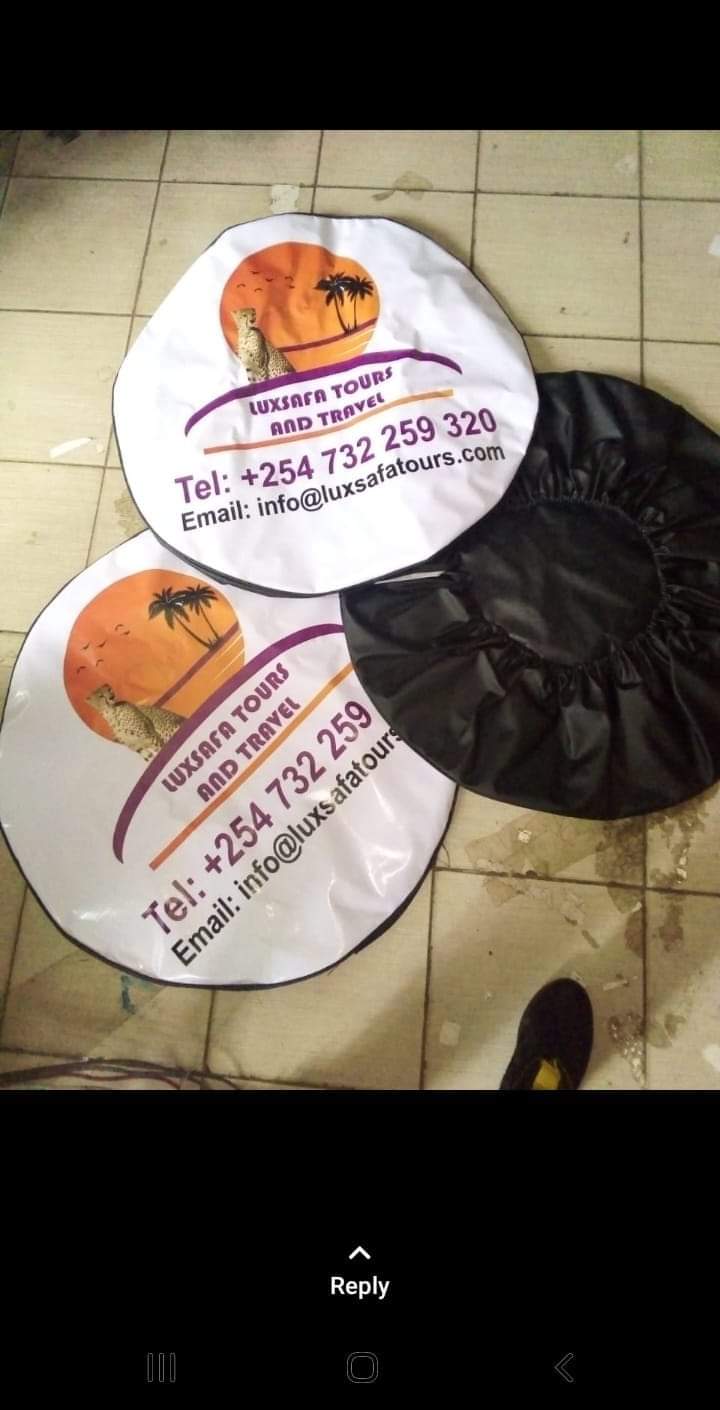 LUXSAFA TOURS
AND TRAVEL
Tel: +254 732 259 320
Email: info@luxsafatours.com
LUXSAFA TOURS
AND TRAVEL
Tel: +254 732 259
Email: info@luxsafatours
Reply